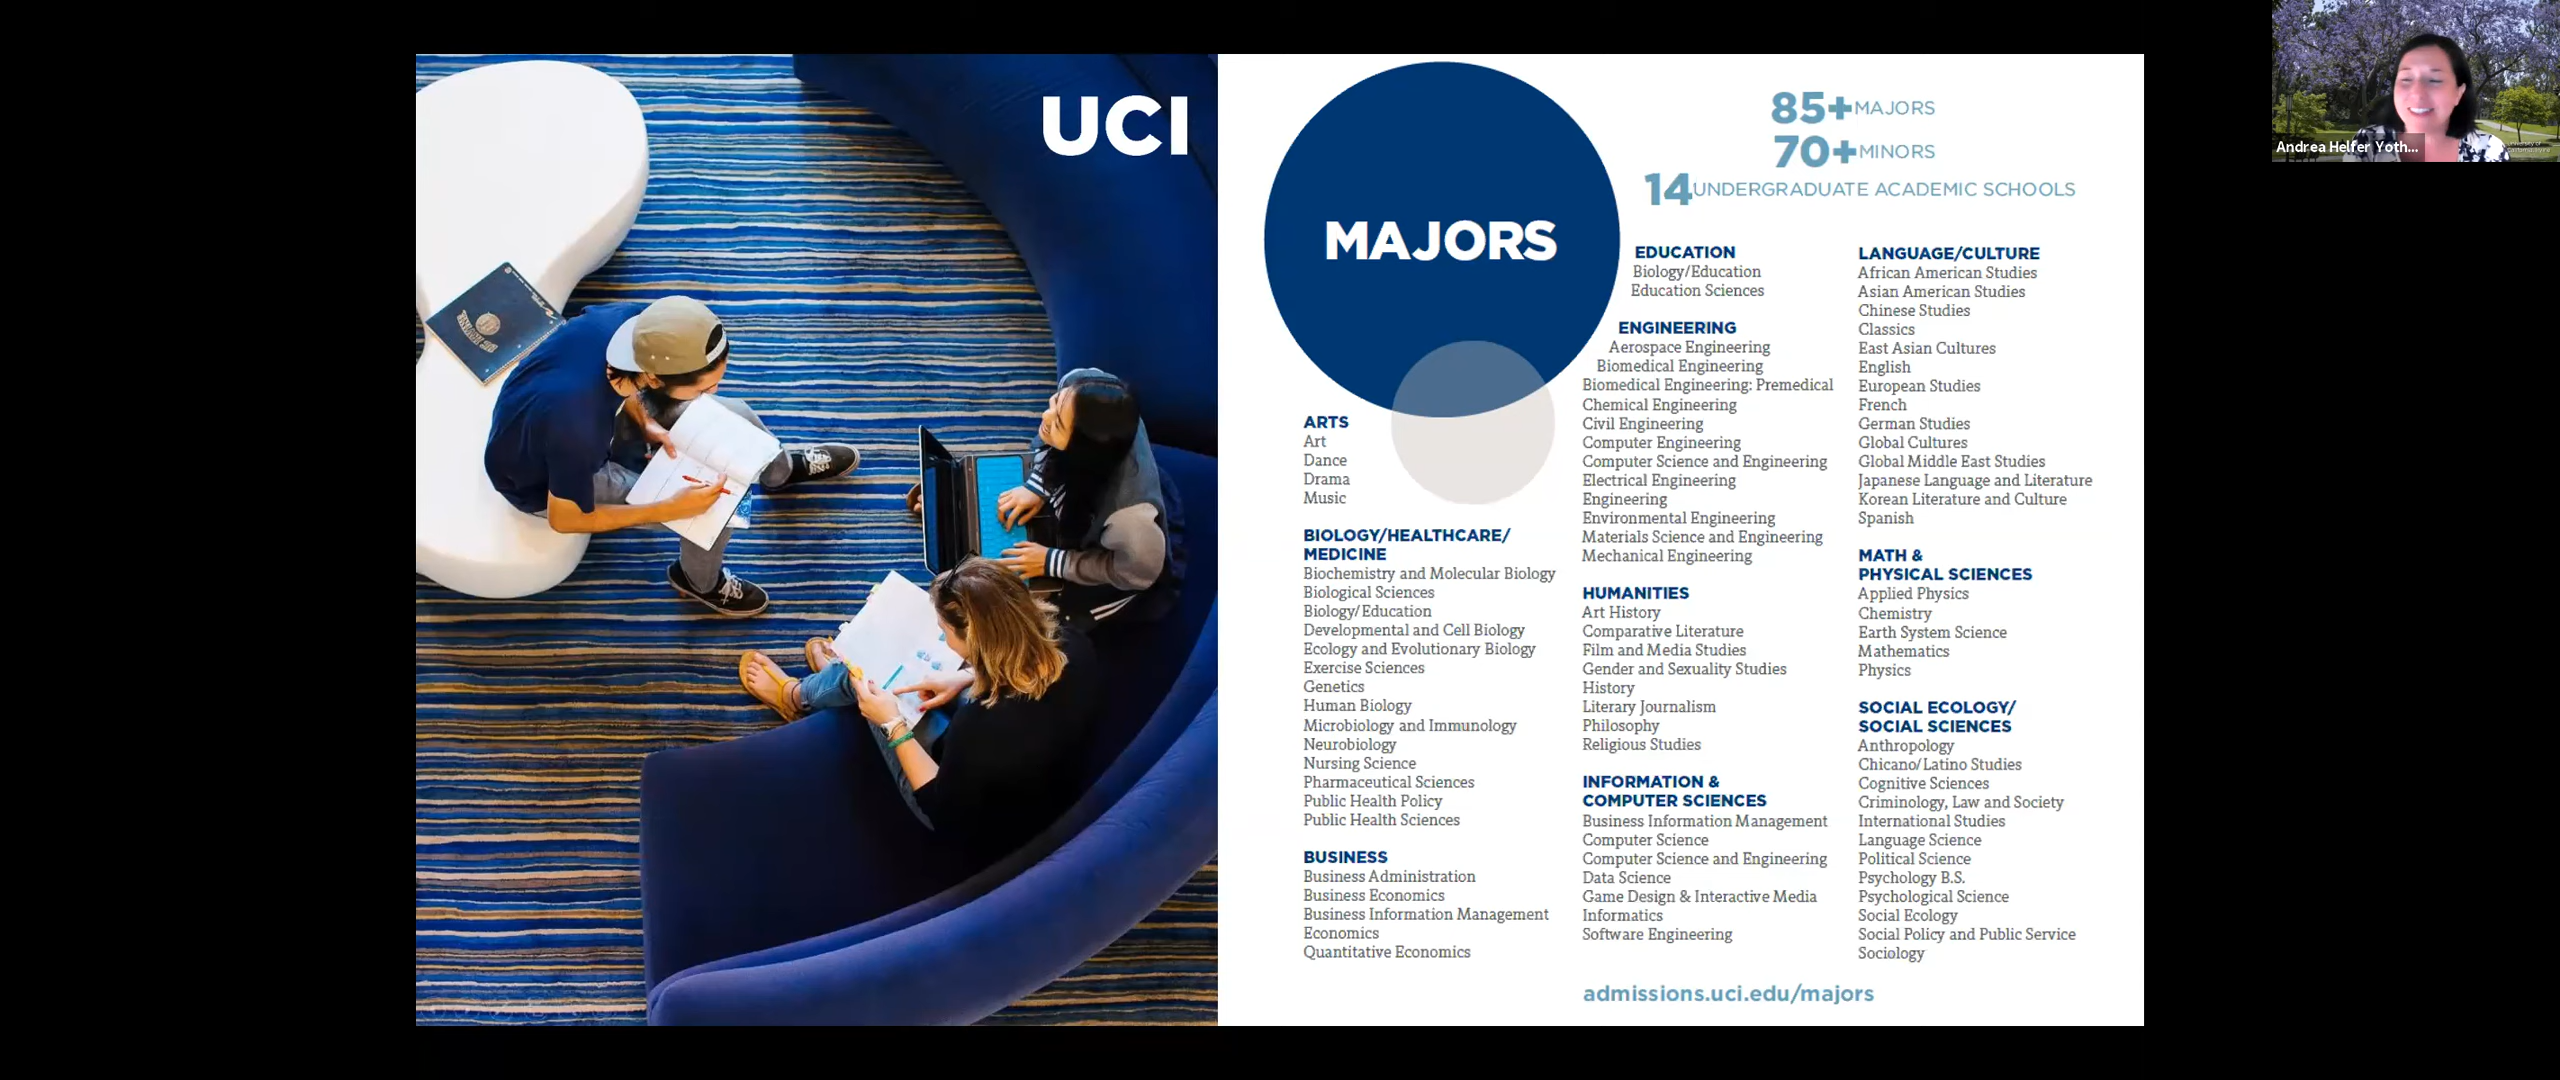 UCI
MAJORS
85+ MAJORS
70+ MINORS
14 UNDERGRADUATE ACADEMIC SCHOOLS
ARTS
Art
Dance
Drama
Music
BIOLOGY/HEALTHCARE/
MEDICINE
Biochemistry and Molecular Biology
Biological Sciences
Biology/Education
Developmental and Cell Biology
Ecology and Evolutionary Biology
Exercise Sciences
Genetics
Human Biology
Microbiology and Immunology
Neurobiology
Nursing Science
Pharmaceutical Sciences
Public Health Policy
Public Health Sciences
BUSINESS
Business Administration
Business Economics
Business Information Management
Economics
Quantitative Economics
EDUCATION
Biology/Education
Education Sciences
ENGINEERING
Aerospace Engineering
Biomedical Engineering
Biomedical Engineering: Premedical
Chemical Engineering
Civil Engineering
Computer Engineering
Computer Science and Engineering
Electrical Engineering
Engineering
Environmental Engineering
Materials Science and Engineering
Mechanical Engineering
HUMANITIES
Art History
Comparative Literature
Film and Media Studies
Gender and Sexuality Studies
History
Literary Journalism
Philosophy
Religious Studies
INFORMATION &
COMPUTER SCIENCES
Business Information Management
Computer Science
Computer Science and Engineering
Data Science
Game Design & Interactive Media
Informatics
Software Engineering
LANGUAGE/CULTURE
African American Studies
Asian American Studies
Chinese Studies
Classics
East Asian Cultures
English
European Studies
French
German Studies
Global Cultures
Global Middle East Studies
Japanese Language and Literature
Korean Literature and Culture
Spanish
MATH &
PHYSICAL SCIENCES
Applied Physics
Chemistry
Earth System Science
Mathematics
Physics
SOCIAL ECOLOGY/
SOCIAL SCIENCES
Anthropology
Chicano/Latino Studies
Cognitive Sciences
Criminology, Law and Society
International Studies
Language Science
Political Science
Psychology B.S.
Psychological Science
Social Ecology
Social Policy and Public Service
Sociology
admissions.uci.edu/majors
Andrea Helfer Yoth...